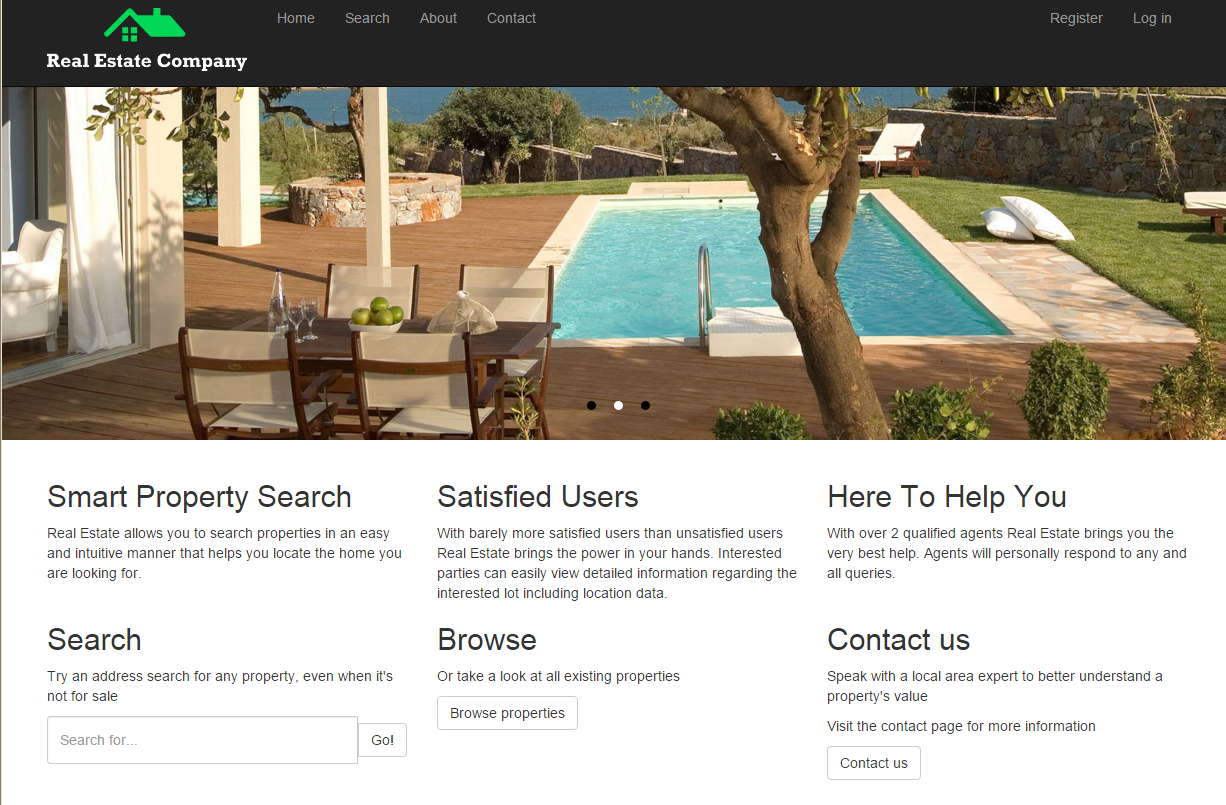 Home Search About Contact Register Log in
Real Estate Company
Smart Property Search
Real Estate allows you to search properties in an easy
and intuitive manner that helps you locate the home you
are looking for.
Satisfied Users
With barely more satisfied users than unsatisfied users
Real Estate brings the power in your hands. Interested
parties can easily view detailed information regarding the
interested lot including location data.
Here To Help You
With over 2 qualified agents Real Estate brings you the
very best help. Agents will personally respond to any and
all queries.
Search
Try an address search for any property, even when it's
not for sale
Search for...
Go!
Browse
Or take a look at all existing properties
Browse properties
Contact us
Speak with a local area expert to better understand a
property's value
Visit the contact page for more information
Contact us